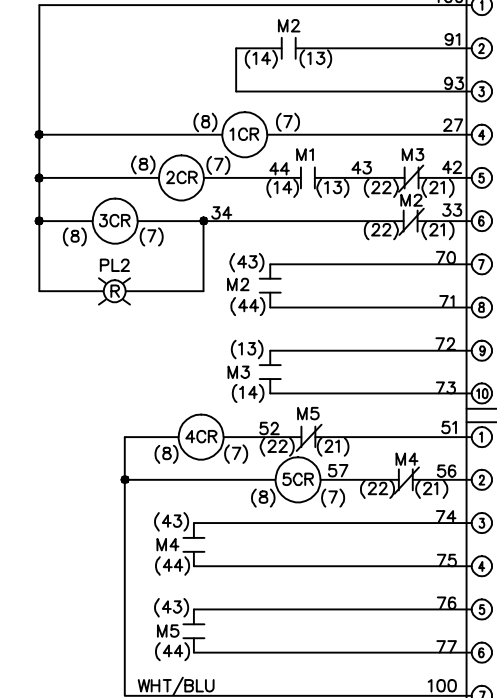 1
M2
91 2
(14) (13)
93 3
(8) 1CR (7) 27 4
(8) 2CR (7) 44 M1 43 M3 42 5
(14) (13) (22) (21)
3CR 34 M2 33 6
(8) (7) (22) (21)
PL2
R
(43) 70 7
M2
(44) 71 8
(13) 72 9
M3
(14) 73 10
4CR 52 M5 51 1
(8) (7) (22) (21)
5CR 57 M4 56 2
(8) (7) (22) (21)
(43) 74 3
M4
(44) 75 4
(43) 76 5
M5
(44) 77 6
WHT/BLU 100 7